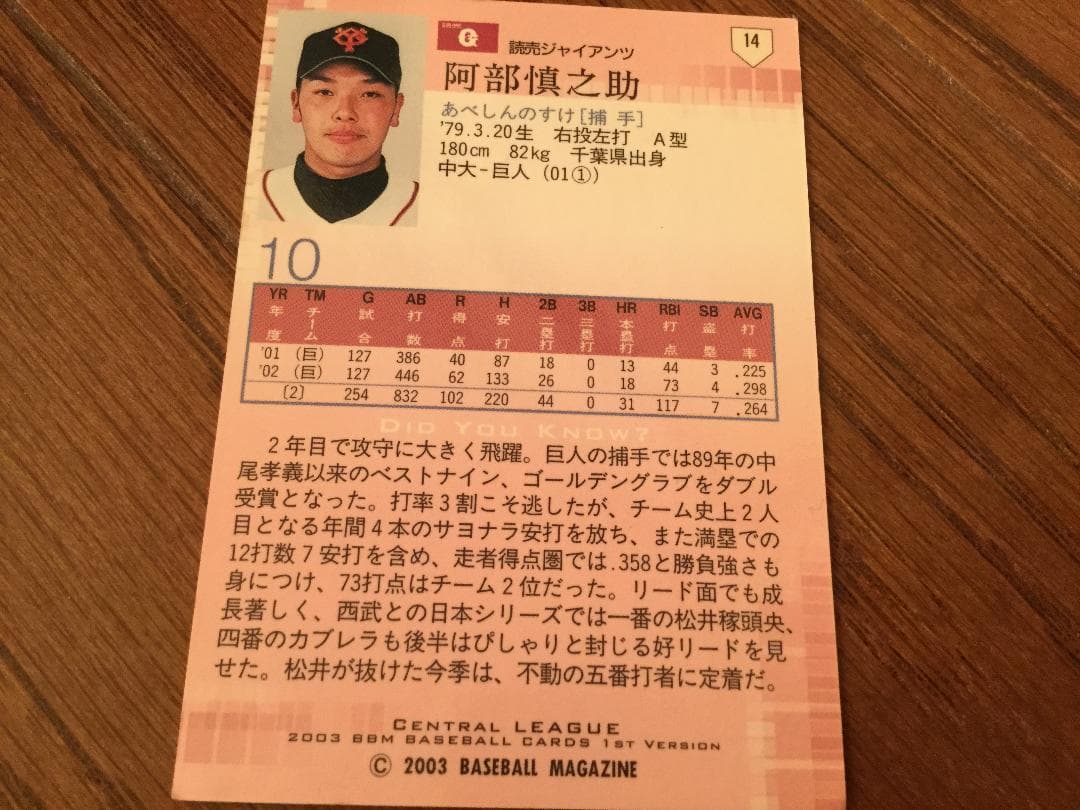 14
読売
G
読売ジャイアンツ
阿部慎之助
あべしんのすけ[捕手]
'79.3.20生 右投左打 A型
180cm 82kg 千葉県出身
中大-巨人(01①)
10
YR TM G AB R H 2B 3B HR RBI SB AVG
年度 チーム 試合 打数 得点 安打 二塁打 三塁打 本塁打 打点 盗塁 打率
'01 (巨) 127 386 40 87 18 0 13 44 3 .225
'02 (巨) 127 446 62 133 26 0 18 73 4 .298
[2] 254 832 102 220 44 0 31 117 7 .264
DID YOU KNOW?
2年目で攻守に大きく飛躍。巨人の捕手では89年の中
尾孝義以来のベストナイン、ゴールデングラブをダブル
受賞となった。打率3割こそ逃したが、チーム史上2人
目となる年間4本のサヨナラ安打を放ち、また満塁での
12打数7安打を含め、走者得点圏では.358と勝負強さも
身につけ、73打点はチーム2位だった。リード面でも成
長著しく、西武との日本シリーズでは一番の松井稼頭央、
四番のカブレラも後半はぴしゃりと封じる好リードを見
せた。松井が抜けた今季は、不動の五番打者に定着だ。
CENTRAL LEAGUE
2003 BBM BASEBALL CARDS 1ST VERSION
© 2003 BASEBALL MAGAZINE